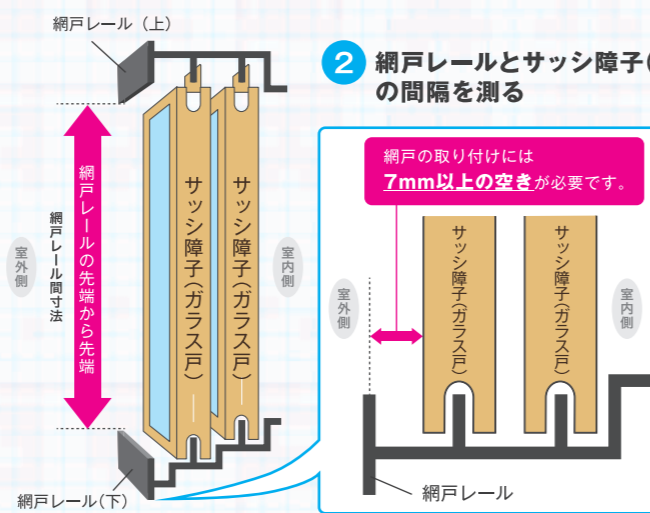 網戸レール（上）
室外側
網戸レール間寸法
網戸レールの先端から先端
サッシ障子（ガラス戸）
サッシ障子（ガラス戸）
室内側
網戸レール（下）
2 網戸レールとサッシ障子（
の間隔を測る
網戸の取り付けには
7mm以上の空きが必要です。
室外側
サッシ障子（ガラス戸）
サッシ障子（ガラス戸）
室内側
網戸レール